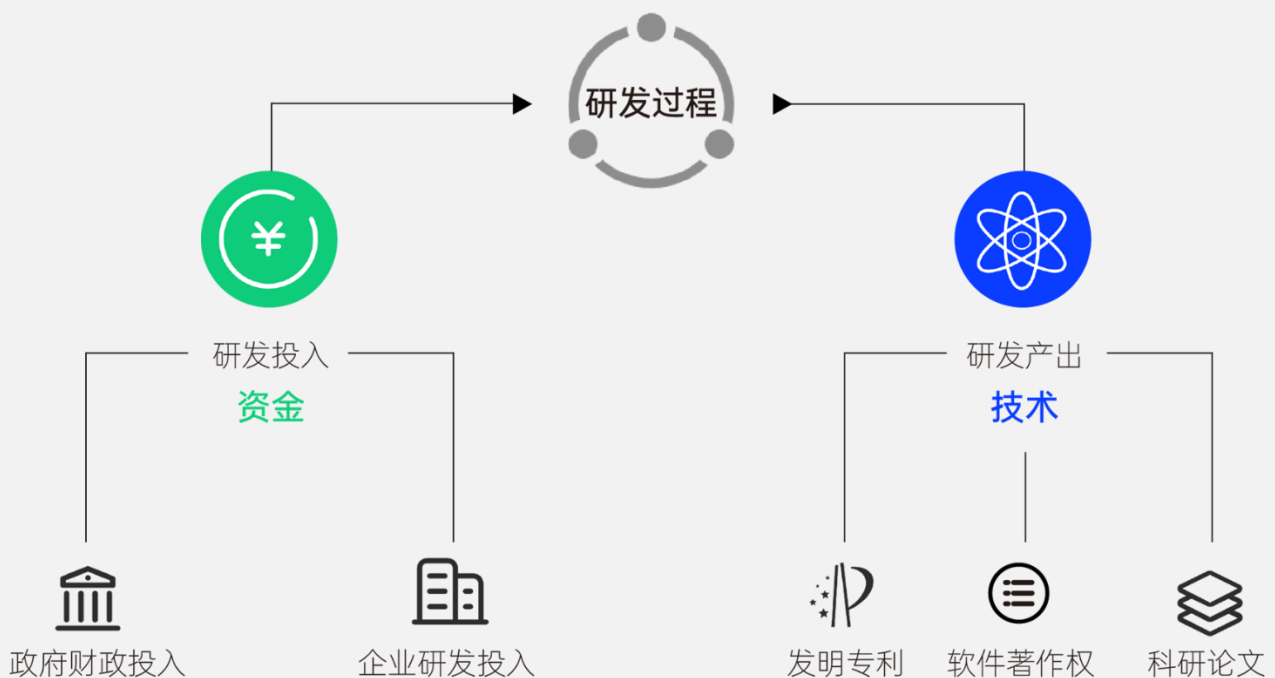 研发过程
¥
研发投入
资金
研发产出
技术
政府财政投入
企业研发投入
发明专利
软件著作权
科研论文